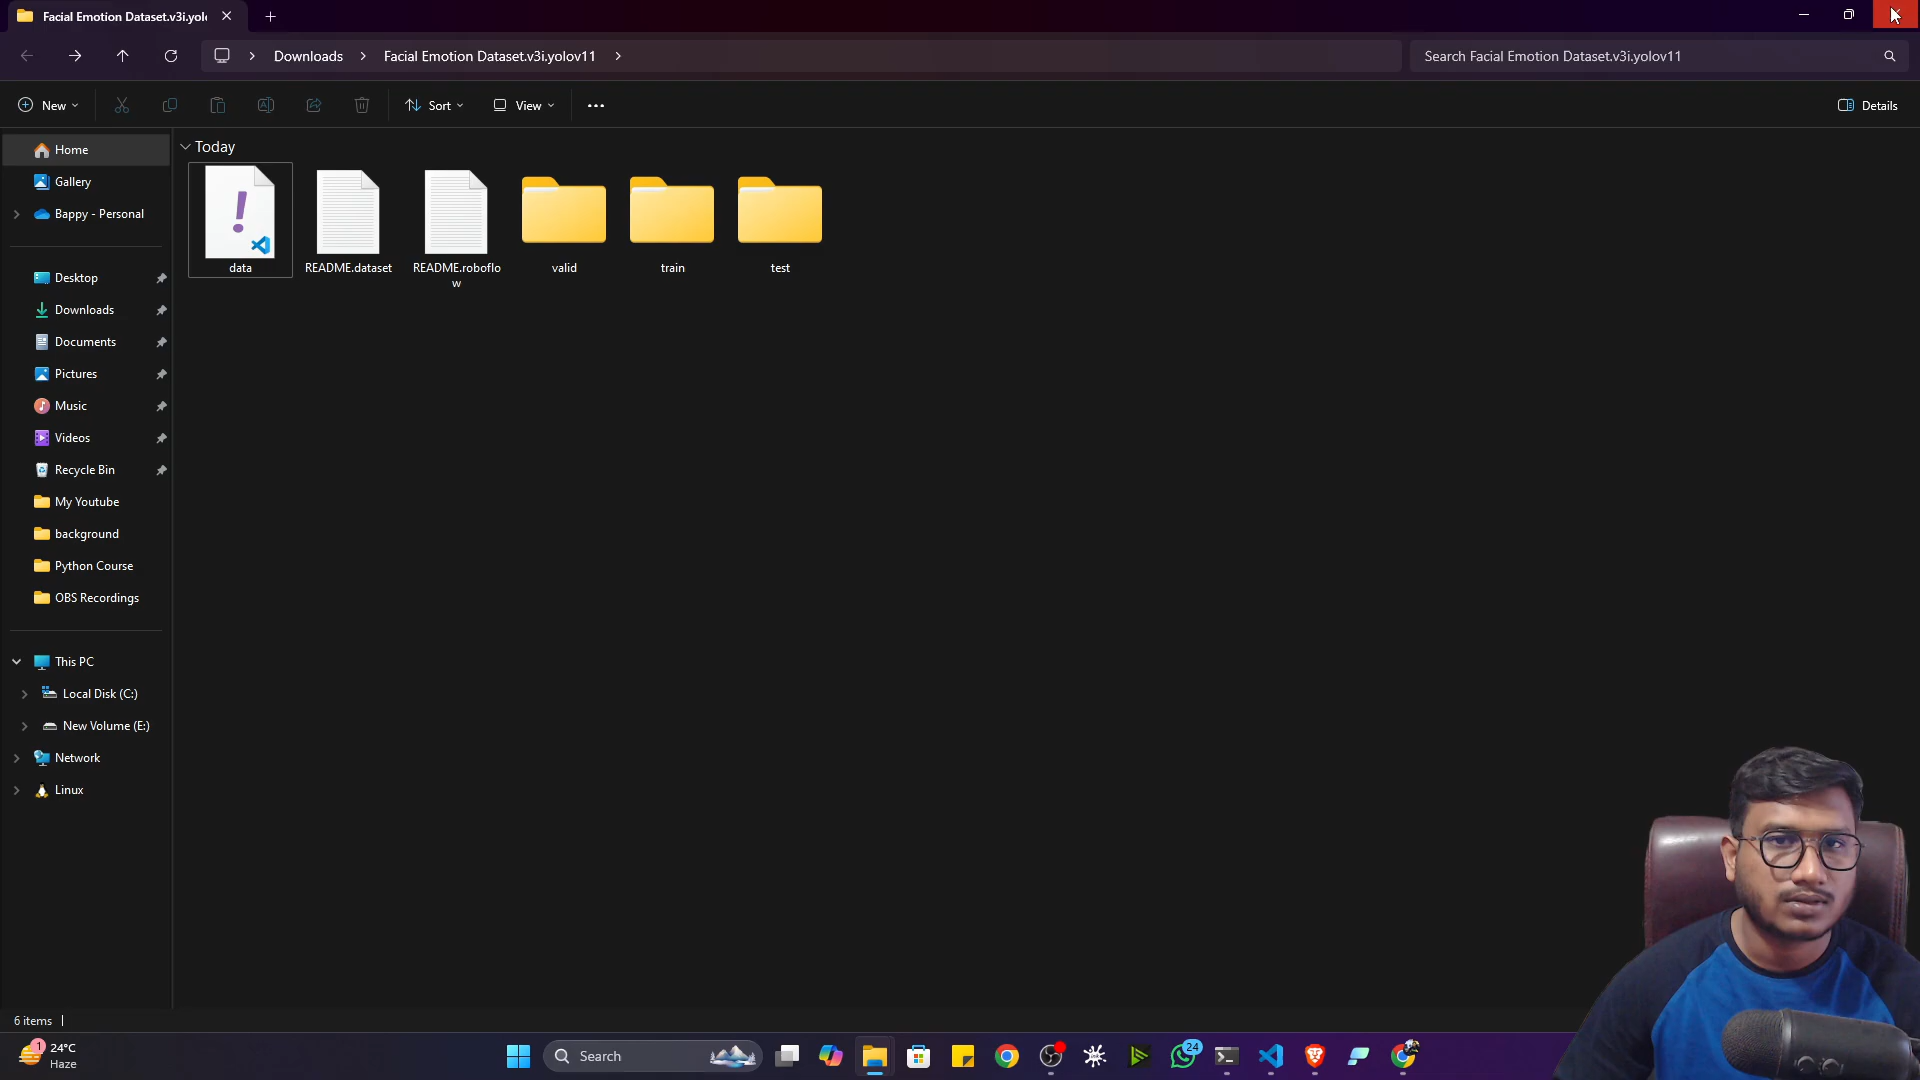 Facial Emotion Dataset.v3i.yol
Downloads
Facial Emotion Dataset.v3i.yolov11
Search Facial Emotion Dataset.v3i.yolov11
New
Sort
View
Details
Home
Gallery
Bappy - Personal
Desktop
Downloads
Documents
Pictures
Music
Videos
Recycle Bin
My Youtube
background
Python Course
OBS Recordings
This PC
Local Disk (C:)
New Volume (E:)
Network
Linux
Today
data
README.dataset
README.roboflo
w
valid
train
test
6 items
1
24°C
Haze
Search
24